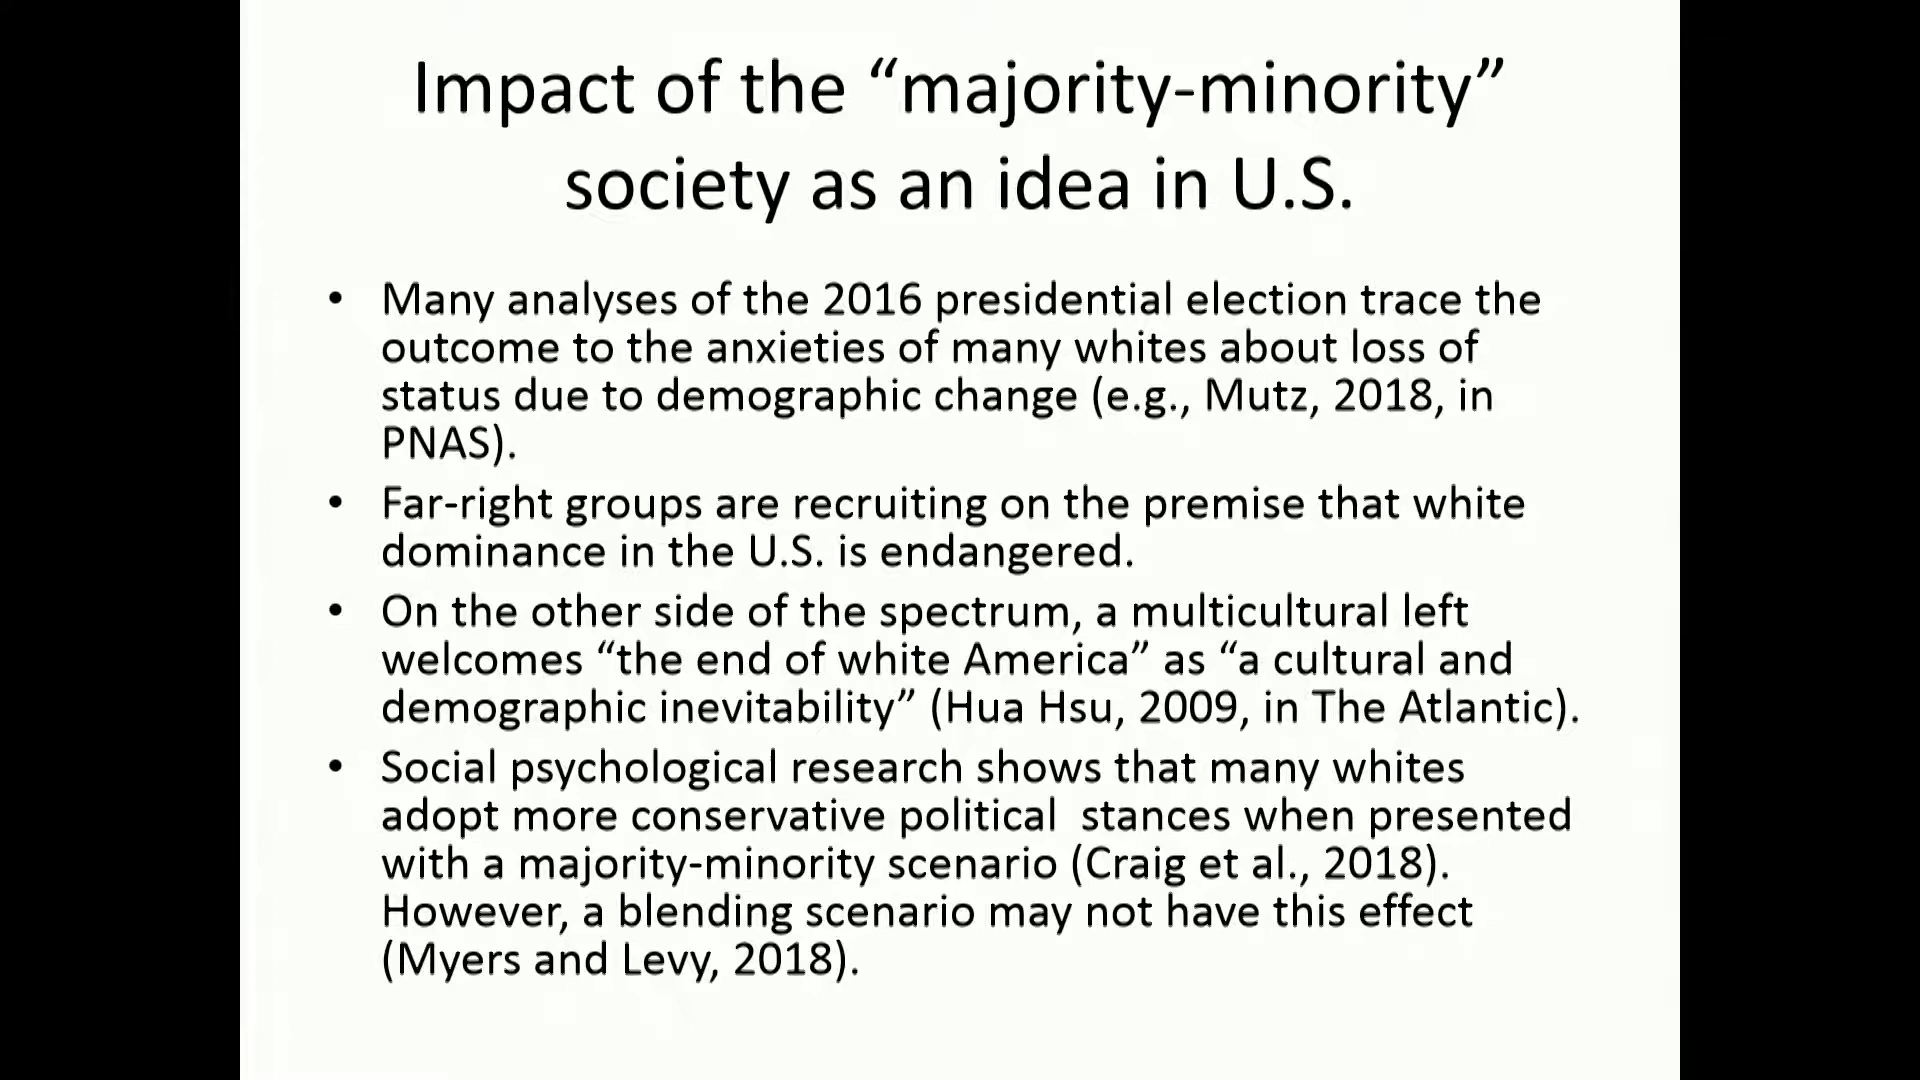 Impact of the “majority-minority”
society as an idea in U.S.
• Many analyses of the 2016 presidential election trace the
outcome to the anxieties of many whites about loss of
status due to demographic change (e.g., Mutz, 2018, in
PNAS).
• Far-right groups are recruiting on the premise that white
dominance in the U.S. is endangered.
• On the other side of the spectrum, a multicultural left
welcomes “the end of white America” as “a cultural and
demographic inevitability” (Hua Hsu, 2009, in The Atlantic).
• Social psychological research shows that many whites
adopt more conservative political  stances when presented
with a majority-minority scenario (Craig et al., 2018).
However, a blending scenario may not have this effect
(Myers and Levy, 2018).